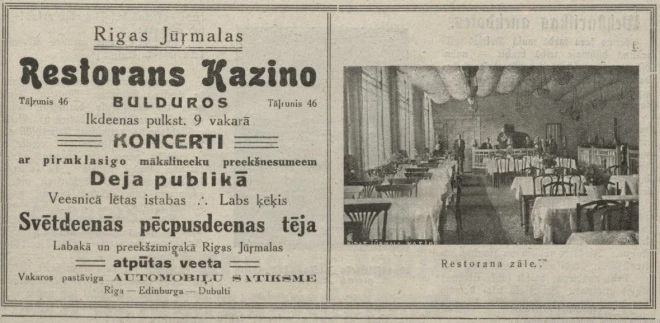 Rigas Jūrmalas
Restorans Kazino
Tāļrunis 46 BULDUROS Tāļrunis 46
Ikdeenas pulkst. 9 vakarā
KONCERTI
ar pirmklasigo mākslineeku preekšnesumeem
Deja publikā
Veesnicā lētas istabas ∴ Labs ķēķis
Svētdeenās pēcpusdeenas tēja
Labakā un preekšzimigakā Rigas Jūrmalas
atpūtas veeta
Vakaros pastāviga AUTOMOBIĻU SATIKSME
Riga — Edinburga — Dubulti
Restorana zāle.